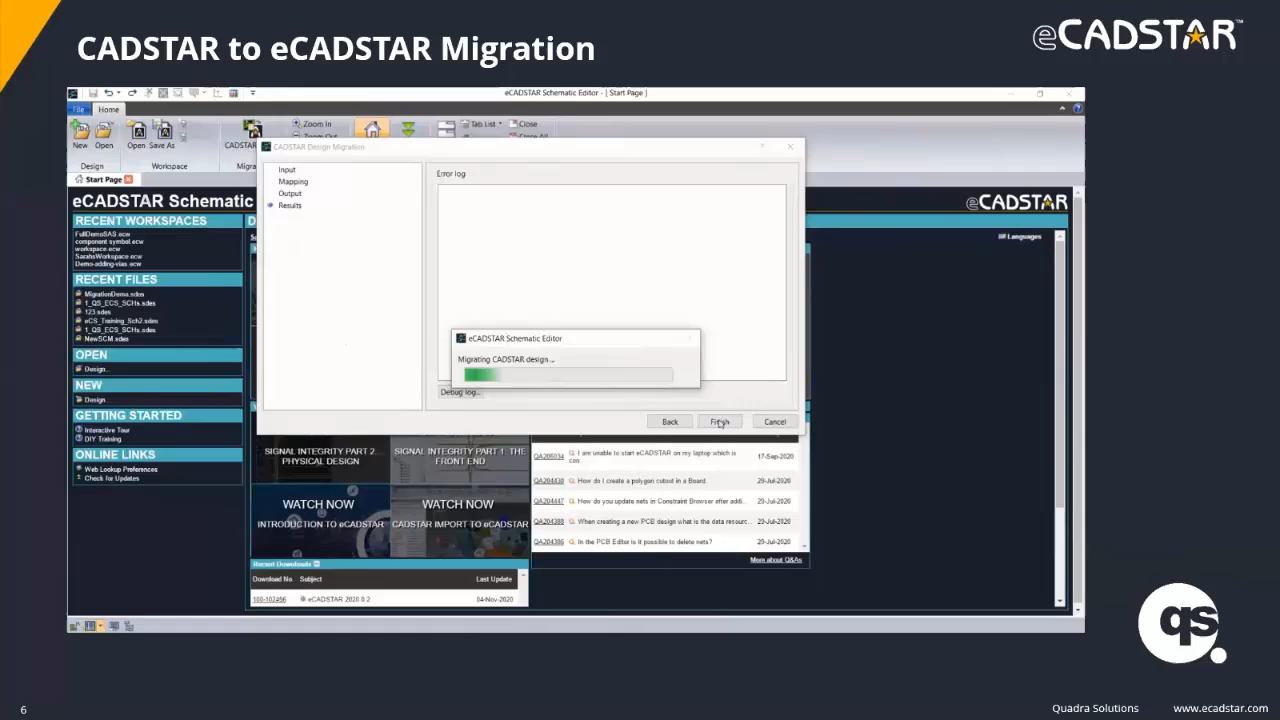 CADSTAR to eCADSTAR Migration
eCADSTAR™
eCADSTAR Schematic Editor - [ Start Page ]
File Home
Zoom In
Tab List Close
New Open Open Save As CADSTAR
Design Workspace
Start Page
CADSTAR Design Migration
Input
Mapping
Output
Results
Error log
eCADSTAR Schematic Editor
Migrating CADSTAR design ...
Debug log...
Back Finish Cancel
eCADSTAR Schematic
eCADSTAR
Languages
RECENT WORKSPACES
FullDemoSAS.ecw
component symbol.ecw
workspace.ecw
SarahsWorkspace.ecw
Demo-adding-vias.ecw
RECENT FILES
MigrationDemo.sdes
1_QS_ECS_SCHs.sdes
123.sdes
eCS_Training_Sch2.sdes
1_QS_ECS_SCHs.sdes
NewSCM.sdes
OPEN
Design...
NEW
Design
GETTING STARTED
Interactive Tour
DIY Training
ONLINE LINKS
Web Lookup Preferences
Check for Updates
SIGNAL INTEGRITY PART 2: PHYSICAL DESIGN
SIGNAL INTEGRITY PART 1: THE FRONT END
WATCH NOW
INTRODUCTION TO eCADSTAR
WATCH NOW
CADSTAR IMPORT TO eCADSTAR
QA205034 Q. I am unable to start eCADSTAR on my laptop which is con 17-Sep-2020
Q. How do I create a polygon cutout in a Board. 29-Jul-2020
QA204447 Q. How do you update nets in Constraint Browser after addi.. 29-Jul-2020
Q. When creating a new PCB design what is the data resourc... 29-Jul-2020
Q. In the PCB Editor is it possible to delete nets? 29-Jul-2020
More about Q&As
Recent Downloads
Download No Subject Last Update
100-102456 eCADSTAR 2020.0.2 04-Nov-2020
qs
6
Quadra Solutions www.ecadstar.com